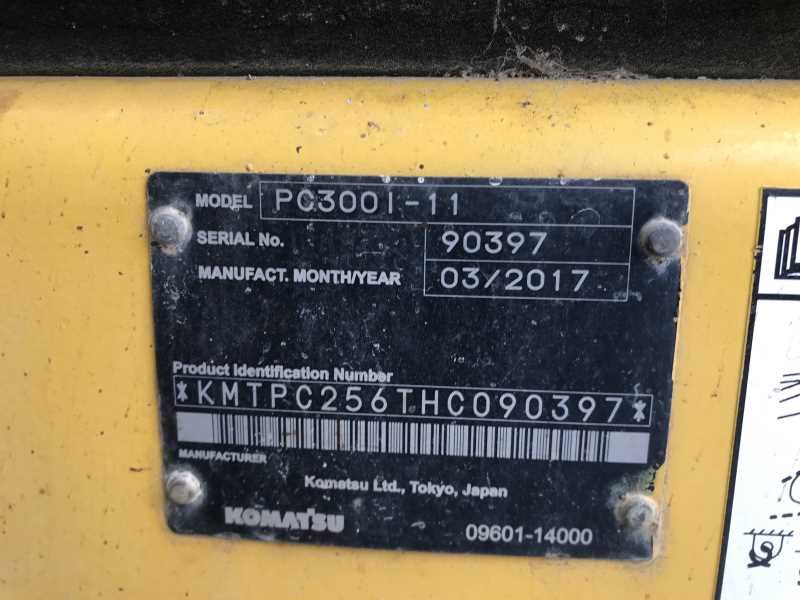 MODEL PC300I-11
SERIAL No. 90397
MANUFACT. MONTH/YEAR 03/2017
Product Identification Number
*KMTPC256THC090397*
MANUFACTURER
Komatsu Ltd., Tokyo, Japan
KOMATSU 09601-14000